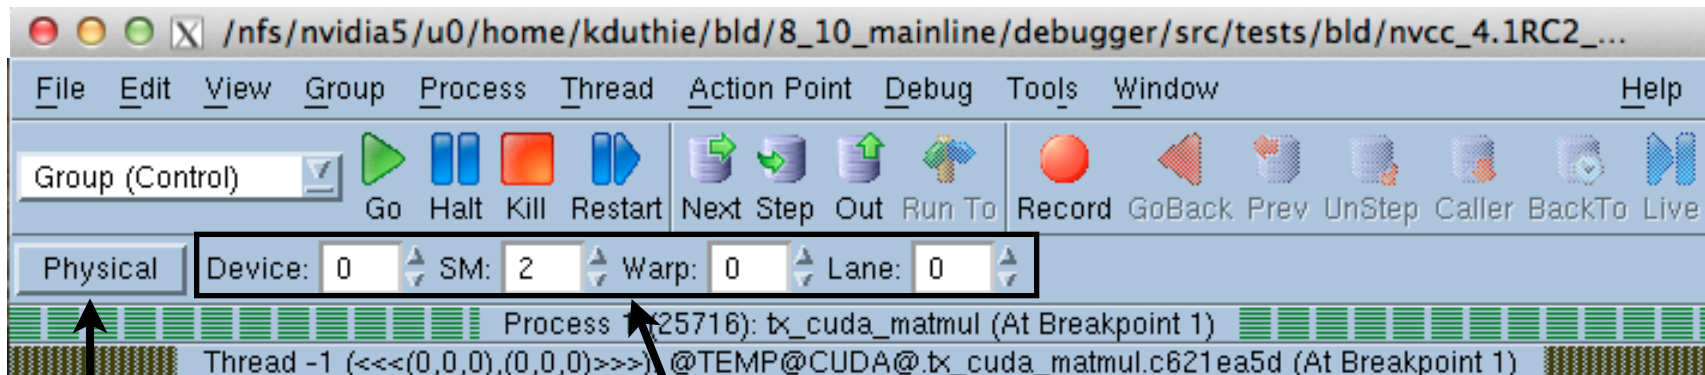 /nfs/nvidia5/u0/home/kduthie/bld/8_10_mainline/debugger/src/tests/bld/nvcc_4.1RC2_...
File Edit View Group Process Thread Action Point Debug Tools Window Help
Group (Control)
Go Halt Kill Restart Next Step Out Run To Record GoBack Prev UnStep Caller BackTo Live
Physical Device: 0 SM: 2 Warp: 0 Lane: 0
Process 1 (25716): tx_cuda_matmul (At Breakpoint 1)
Thread -1 (<<<(0,0,0),(0,0,0)>>>): @TEMP@CUDA@.tx_cuda_matmul.c621ea5d (At Breakpoint 1)